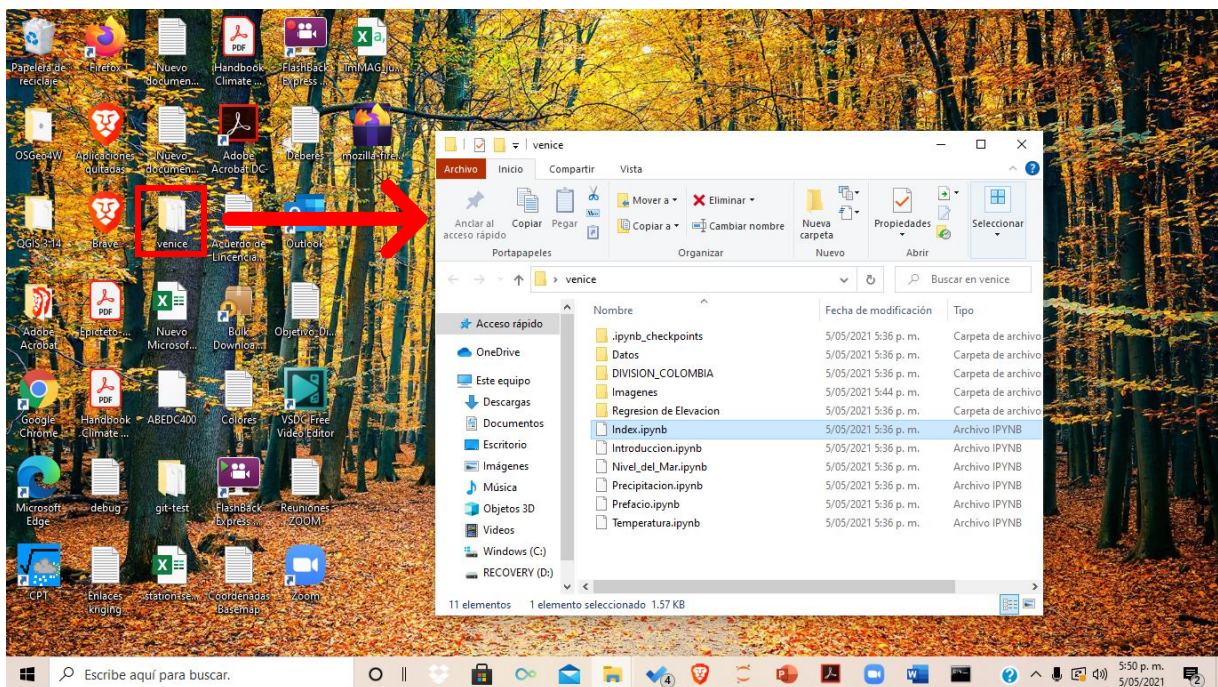 Papelera de reciclaje
Firefox
Nuevo documen...
Handbook Climate ...
FlashBack Express ...
PDF
X a,
OSGeo4W
Aplicaciones quitadas
Nuevo documen...
Adobe Acrobat DC
Deberes
mozilla-fire...
QGIS 3.14
Brave
venice
Acuerdo de Lincencia...
Outlook
Adobe Acrobat
Epicteto-...
PDF
Nuevo Microsof...
Bulk Downloa...
Objetivo_Di...
Google Chrome
Handbook Climate ...
PDF
ABEDC400
Colores
VSDC Free Video Editor
Microsoft Edge
debug
git-test
FlashBack Express ...
Reuniones ZOOM
CPT
Enlaces kriging
station-se...
Coordenadas Basemap
Zoom
venice
Archivo
Inicio
Compartir
Vista
Anclar al acceso rápido
Copiar
Pegar
Mover a
Copiar a
Eliminar
Cambiar nombre
Nueva carpeta
Propiedades
Seleccionar
Portapapeles
Organizar
Nuevo
Abrir
venice
Buscar en venice
Acceso rápido
OneDrive
Este equipo
Descargas
Documentos
Escritorio
Imágenes
Música
Objetos 3D
Videos
Windows (C:)
RECOVERY (D:)
Nombre Fecha de modificación Tipo
.ipynb_checkpoints 5/05/2021 5:36 p. m. Carpeta de archivo
Datos 5/05/2021 5:36 p. m. Carpeta de archivo
DIVISION_COLOMBIA 5/05/2021 5:36 p. m. Carpeta de archivo
Imagenes 5/05/2021 5:44 p. m. Carpeta de archivo
Regresion de Elevacion 5/05/2021 5:36 p. m. Carpeta de archivo
Index.ipynb 5/05/2021 5:36 p. m. Archivo IPYNB
Introduccion.ipynb 5/05/2021 5:36 p. m. Archivo IPYNB
Nivel_del_Mar.ipynb 5/05/2021 5:36 p. m. Archivo IPYNB
Precipitacion.ipynb 5/05/2021 5:36 p. m. Archivo IPYNB
Prefacio.ipynb 5/05/2021 5:36 p. m. Archivo IPYNB
Temperatura.ipynb 5/05/2021 5:36 p. m. Archivo IPYNB
11 elementos 1 elemento seleccionado 1.57 KB
Escribe aquí para buscar.
4
5:50 p. m.
5/05/2021
2